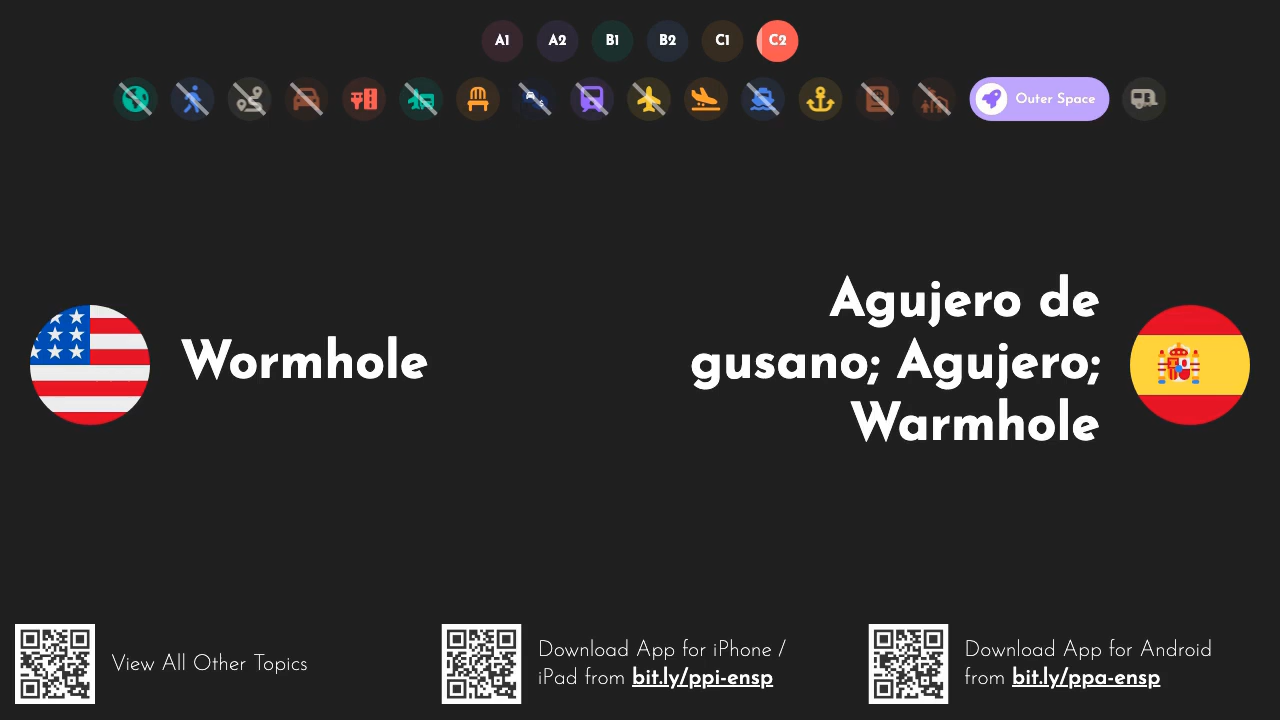 A1 A2 B1 B2 C1 C2
Outer Space
Wormhole
Agujero de
gusano; Agujero;
Warmhole
View All Other Topics
Download App for iPhone /
iPad from bit.ly/ppi-ensp
Download App for Android
from bit.ly/ppa-ensp